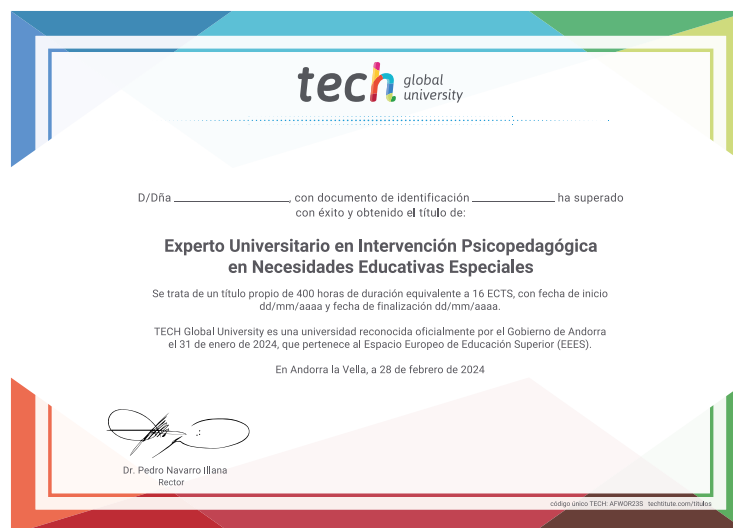 tech global university
D/Dña ____________________, con documento de identificación ______________ ha superado
con éxito y obtenido el título de:
Experto Universitario en Intervención Psicopedagógica
en Necesidades Educativas Especiales
Se trata de un título propio de 400 horas de duración equivalente a 16 ECTS, con fecha de inicio
dd/mm/aaaa y fecha de finalización dd/mm/aaaa.
TECH Global University es una universidad reconocida oficialmente por el Gobierno de Andorra
el 31 de enero de 2024, que pertenece al Espacio Europeo de Educación Superior (EEES).
En Andorra la Vella, a 28 de febrero de 2024
Dr. Pedro Navarro Illana
Rector
código único TECH: AFWOR23S techtitute.com/titulos